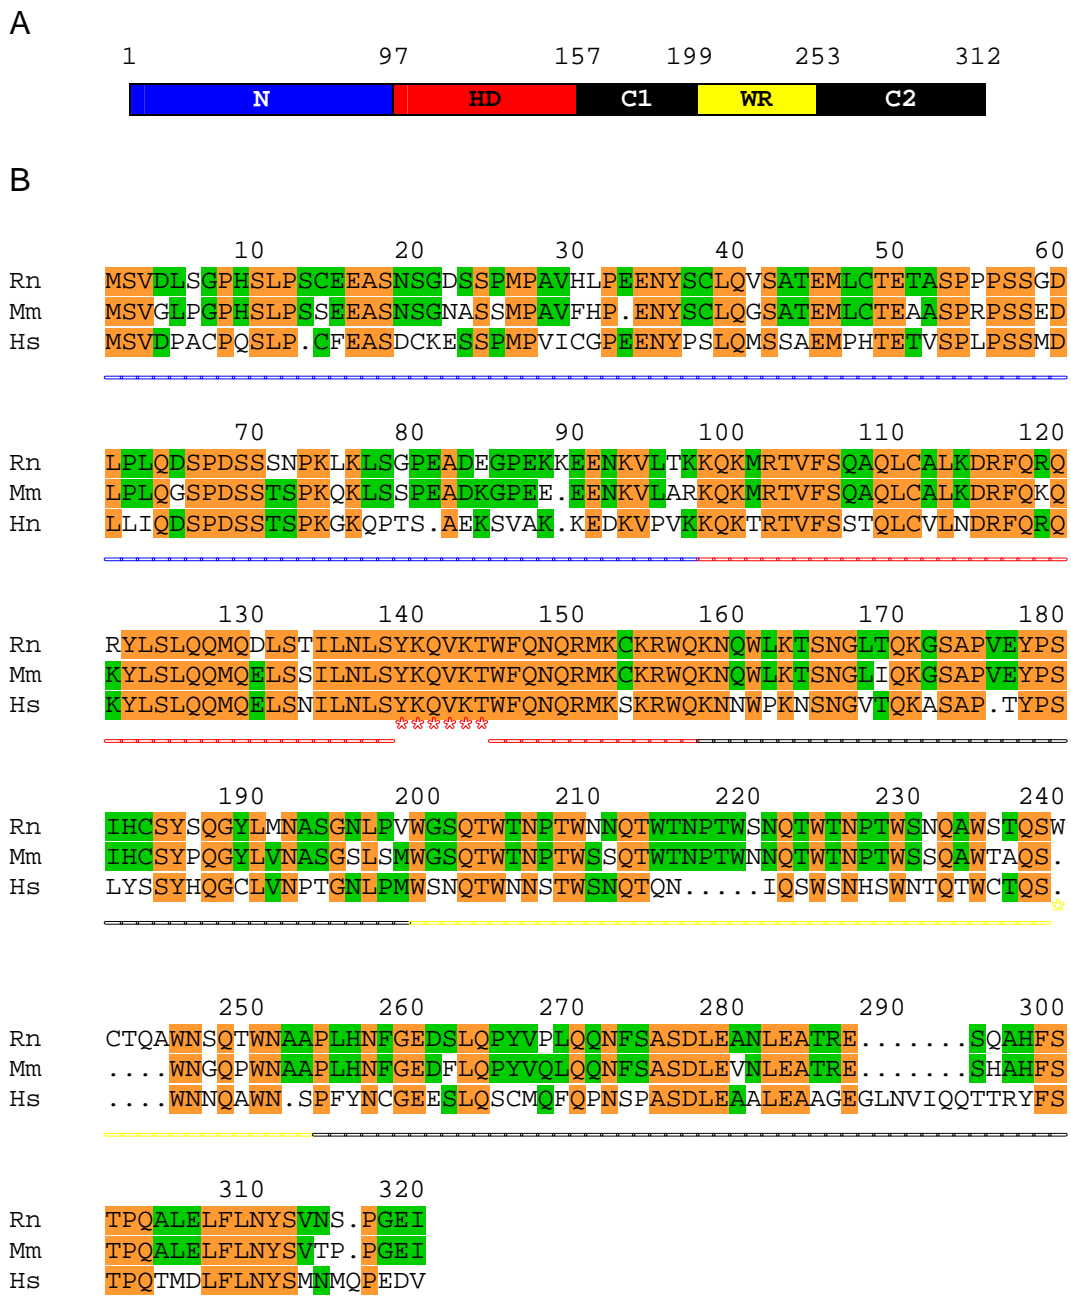 A
1 97 157 199 253 312
N HD C1 WR C2
B
10 20 30 40 50 60
Rn MSVDLSGPHSLPSCEEASNSGDSSPMPAVHLPEENYSCLQVSATEMLCTETASPPPSSGD
Mm MSVGLPGPHSLPSSEEASNSGNASSMPAVFHP.ENYSCLQGSATEMLCTEAASPRPSSED
Hs MSVDPACPQSLP.CFEASDCKESSPMPVICGPEENYPSLQMSSAEMPHTETVSPLPSSMD
70 80 90 100 110 120
Rn LPLQDSPDSSSNPKLKLSGPEADEGPEKKEENKVLTKKQKMRTVFSQAQLCALKDRFQRQ
Mm LPLQGSPDSSTSPKQKLSSPEADKGPEE.EENKVLARKQKMRTVFSQAQLCALKDRFQKQ
Hn LLIQDSPDSSTSPKGKQPTS.AEKSVAK.KEDKVPVKKQKTRTVFSSTQLCVLNDRFQRQ
130 140 150 160 170 180
Rn RYLSLQQMQDLSTILNLSYKQVKTWFQNQRMKCKRWQKNQWLKTSNGLTQKGSAPVEYPS
Mm KYLSLQQMQELSSILNLSYKQVKTWFQNQRMKCKRWQKNQWLKTSNGLIQKGSAPVEYPS
Hs KYLSLQQMQELSNILNLSYKQVKTWFQNQRMKSKRWQKNNWPKNSNGVTQKASAP.TYPS
190 200 210 220 230 240
Rn IHCSYSQGYLMNASGNLPVWGSQTWTNPTWNNQTWTNPTWSNQTWTNPTWSNQAWSTQSW
Mm IHCSYPQGYLVNASGSLSMWGSQTWTNPTWSSQTWTNPTWNNQTWTNPTWSSQAWTAQS.
Hs LYSSYHQGCLVNPTGNLPMWSNQTWNNSTWSNQTQN.....IQSWSNHSWNTQTWCTQS.
250 260 270 280 290 300
Rn CTQAWNSQTWNAAPLHNFGEDSLQPYVPLQQNFSASDLEANLEATRE.......SQAHFS
Mm ....WNGQPWNAAPLHNFGEDFLQPYVQLQQNFSASDLEVNLEATRE.......SHAHFS
Hs ....WNNQAWN.SPFYNCGEESLQSCMQFQPNSPASDLEAALEAAGEGLNVIQQTTRYFS
310 320
Rn TPQALELFLNYSVNS.PGEI
Mm TPQALELFLNYSVTP.PGEI
Hs TPQTMDLFLNYSMNMQPEDV